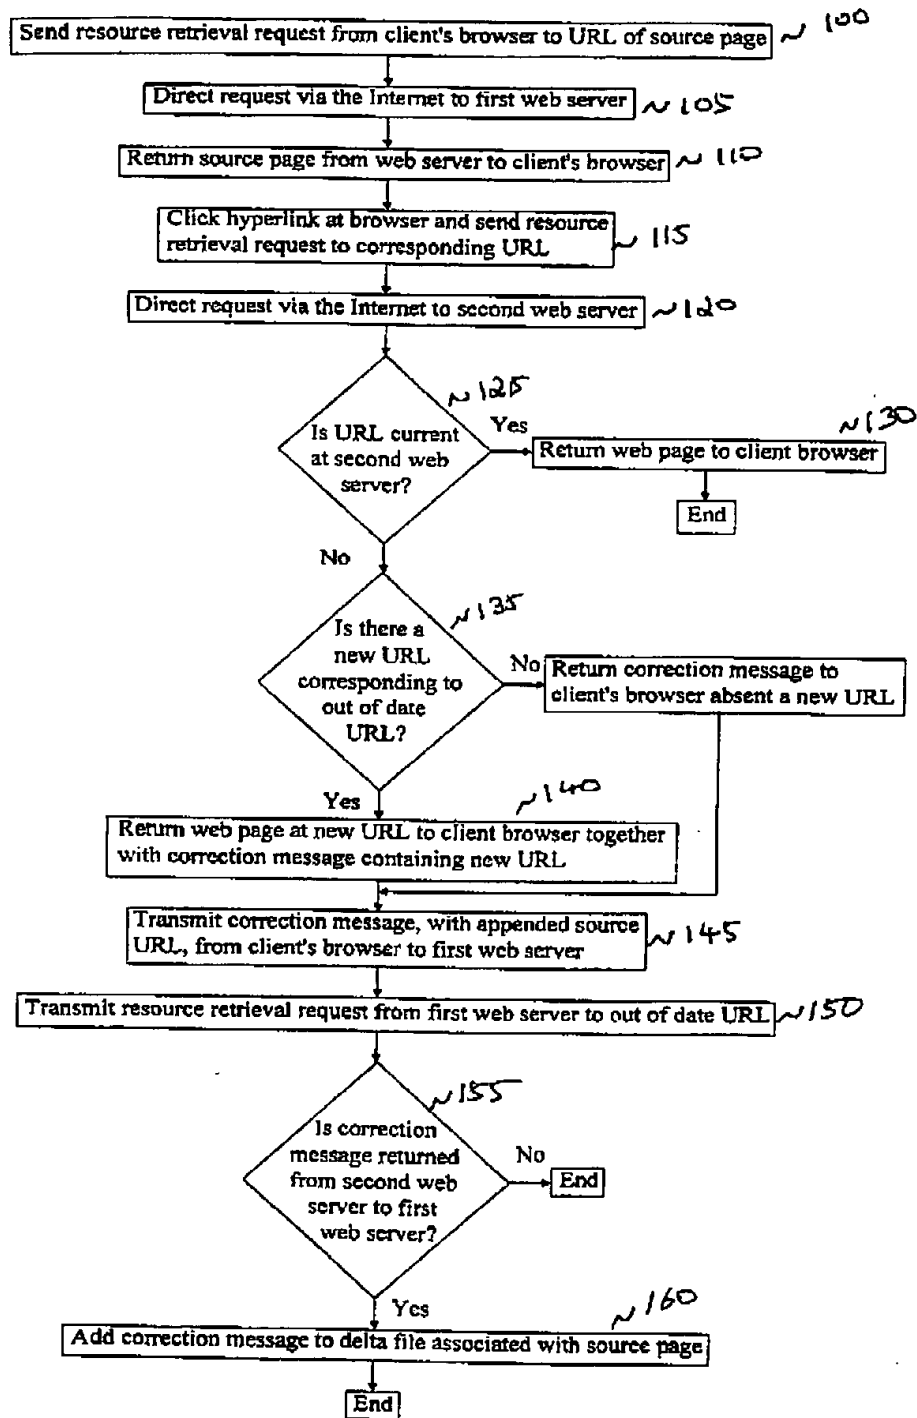 Send resource retrieval request from client's browser to URL of source page ~ 100
Direct request via the Internet to first web server ~105
Return source page from web server to client's browser ~ 110
Click hyperlink at browser and send resource
retrieval request to corresponding URL ~ 115
Direct request via the Internet to second web server ~120
~125
Is URL current
at second web
server?
Yes
~130
Return web page to client browser
End
No
~135
Is there a
new URL
corresponding to
out of date
URL?
No
Return correction message to
client's browser absent a new URL
Yes
~140
Return web page at new URL to client browser together
with correction message containing new URL
Transmit correction message, with appended source
URL, from client's browser to first web server ~145
Transmit resource retrieval request from first web server to out of date URL ~150
~155
Is correction
message returned
from second web
server to first
web server?
No
End
Yes
~160
Add correction message to delta file associated with source page
End